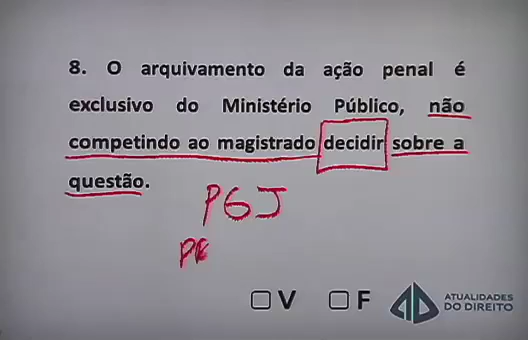 8. O arquivamento da ação penal é
exclusivo do Ministério Público, não
competindo ao magistrado decidir sobre a
questão.
PGJ
V F
ATUALIDADES
DO DIREITO